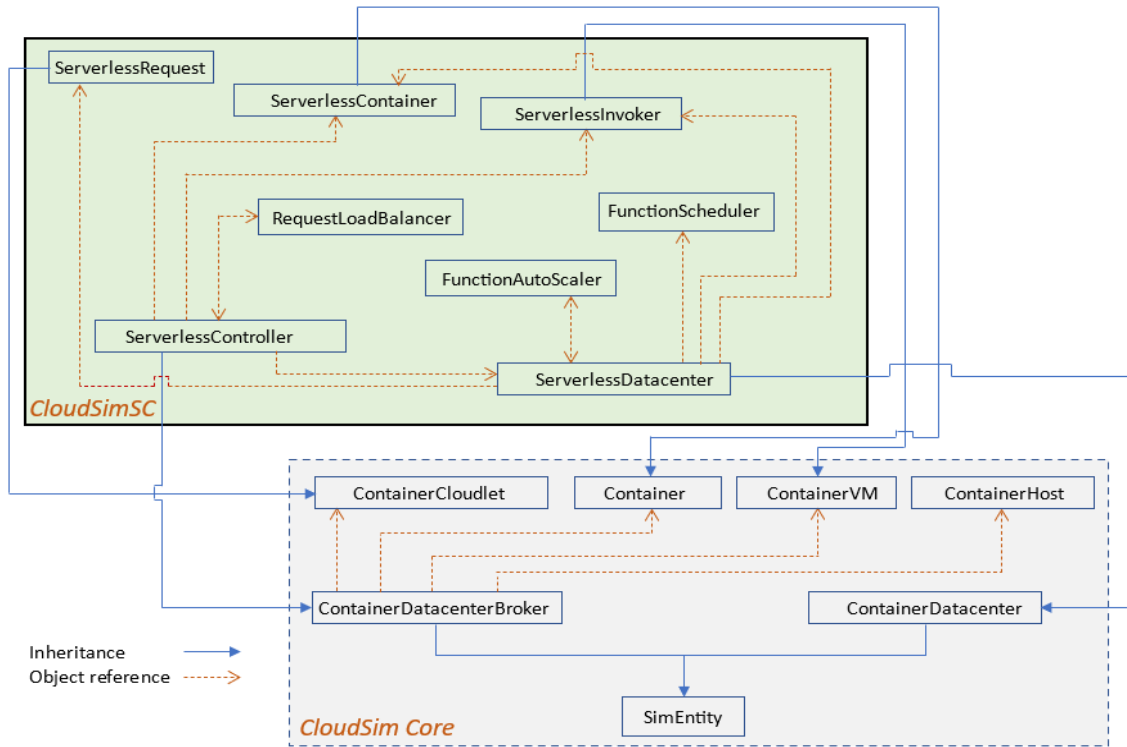 ServerlessRequest
ServerlessContainer
ServerlessInvoker
RequestLoadBalancer
FunctionScheduler
FunctionAutoScaler
ServerlessController
ServerlessDatacenter
CloudSimSC
ContainerCloudlet
Container
ContainerVM
ContainerHost
ContainerDatacenterBroker
ContainerDatacenter
Inheritance
Object reference
SimEntity
CloudSim Core